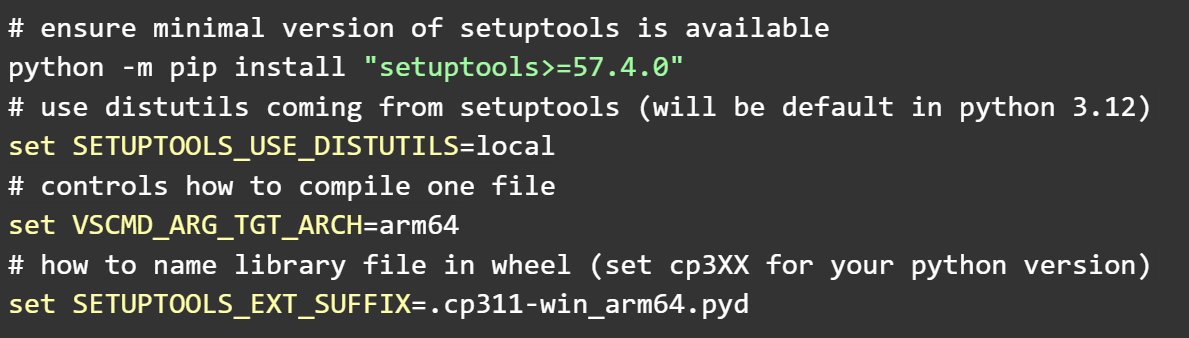 # ensure minimal version of setuptools is available
python -m pip install "setuptools>=57.4.0"
# use distutils coming from setuptools (will be default in python 3.12)
set SETUPTOOLS_USE_DISTUTILS=local
# controls how to compile one file
set VSCMD_ARG_TGT_ARCH=arm64
# how to name library file in wheel (set cp3XX for your python version)
set SETUPTOOLS_EXT_SUFFIX=.cp311-win_arm64.pyd